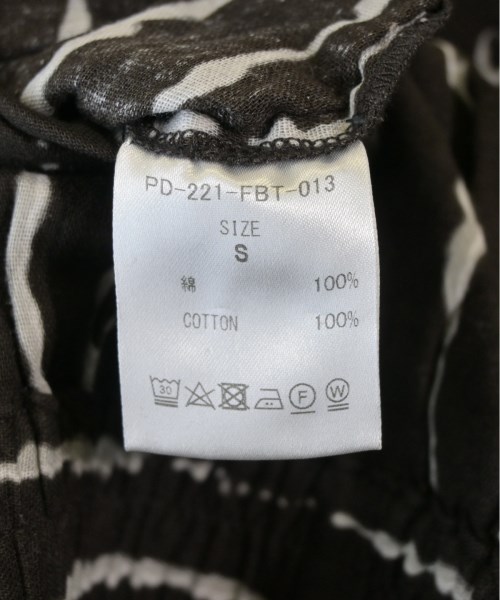 PD-221-FBT-013
SIZE
S
綿 100%
COTTON 100%
30 F W